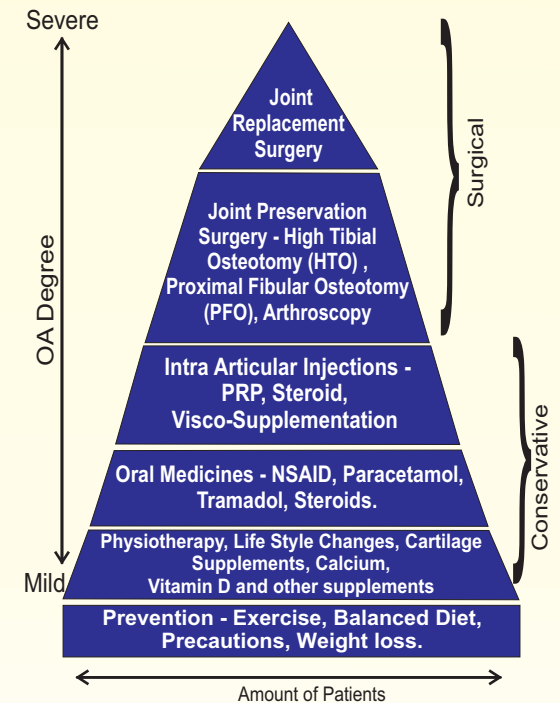 Severe
Joint
Replacement
Surgery
Surgical
Joint Preservation
Surgery - High Tibial
Osteotomy (HTO) ,
Proximal Fibular Osteotomy
(PFO), Arthroscopy
OA Degree
Intra Articular Injections -
PRP, Steroid,
Visco-Supplementation
Conservative
Oral Medicines - NSAID, Paracetamol,
Tramadol, Steroids.
Physiotherapy, Life Style Changes, Cartilage
Supplements, Calcium,
Vitamin D and other supplements
Mild
Prevention - Exercise, Balanced Diet,
Precautions, Weight loss.
Amount of Patients